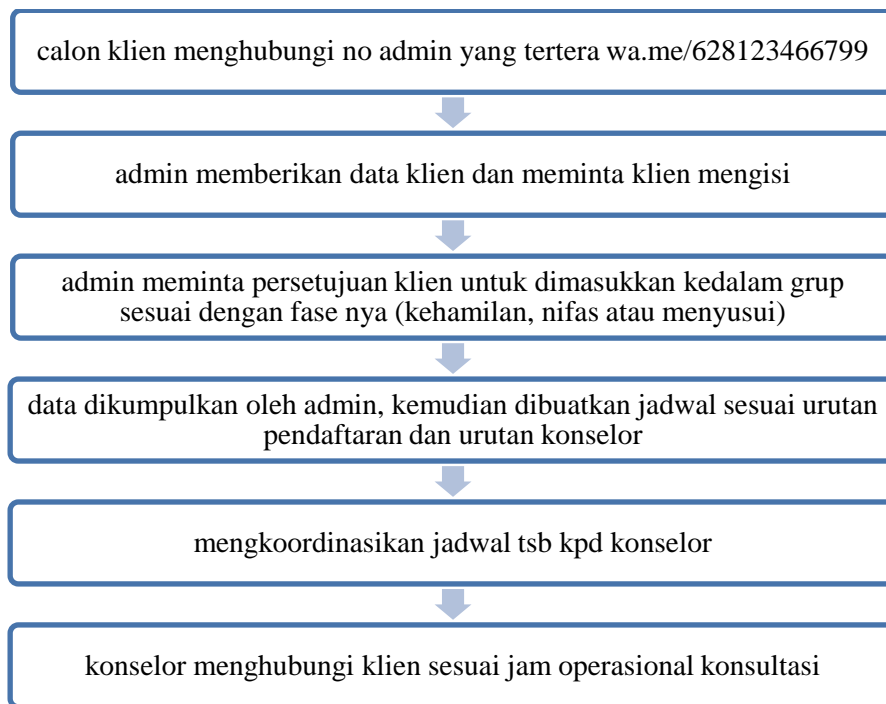 calon klien menghubungi no admin yang tertera wa.me/628123466799
admin memberikan data klien dan meminta klien mengisi
admin meminta persetujuan klien untuk dimasukkan kedalam grup
sesuai dengan fase nya (kehamilan, nifas atau menyusui)
data dikumpulkan oleh admin, kemudian dibuatkan jadwal sesuai urutan
pendaftaran dan urutan konselor
mengkoordinasikan jadwal tsb kpd konselor
konselor menghubungi klien sesuai jam operasional konsultasi